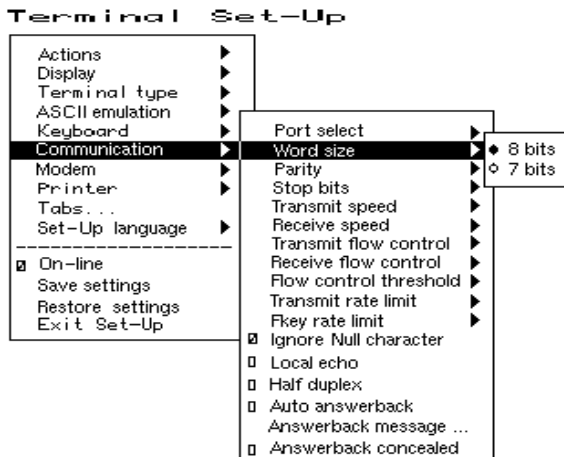 Terminal Set-Up
Actions
Display
Terminal type
ASCII emulation
Keyboard
Communication
Modem
Printer
Tabs...
Set-Up language
On-line
Save settings
Restore settings
Exit Set-Up
Port select
Word size
Parity
Stop bits
Transmit speed
Receive speed
Transmit flow control
Receive flow control
Flow control threshold
Transmit rate limit
Fkey rate limit
Ignore Null character
Local echo
Half duplex
Auto answerback
Answerback message ...
Answerback concealed
8 bits
7 bits